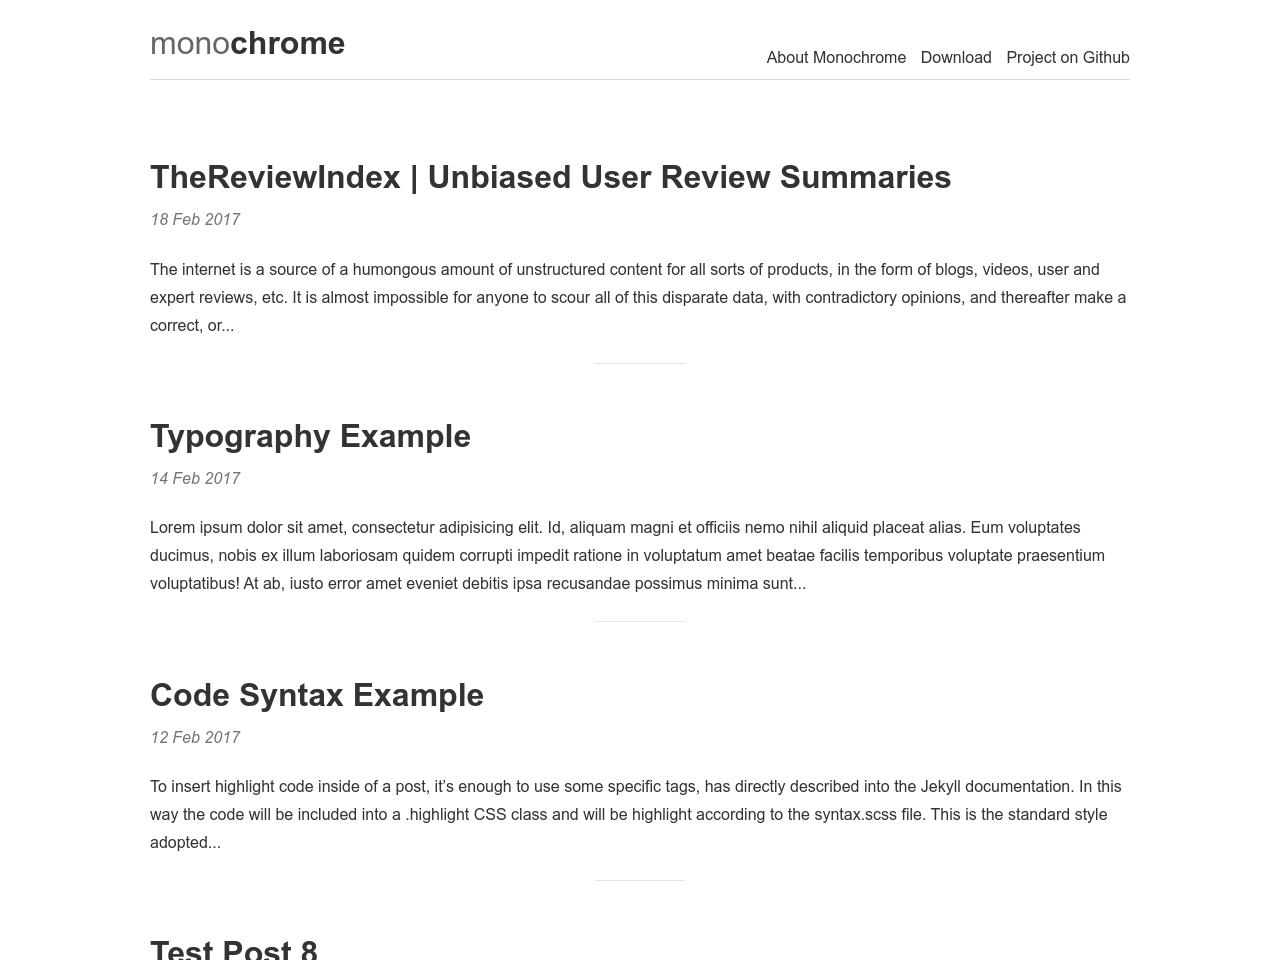 monochrome
About Monochrome Download Project on Github
TheReviewIndex | Unbiased User Review Summaries
18 Feb 2017
The internet is a source of a humongous amount of unstructured content for all sorts of products, in the form of blogs, videos, user and
expert reviews, etc. It is almost impossible for anyone to scour all of this disparate data, with contradictory opinions, and thereafter make a
correct, or...
Typography Example
14 Feb 2017
Lorem ipsum dolor sit amet, consectetur adipisicing elit. Id, aliquam magni et officiis nemo nihil aliquid placeat alias. Eum voluptates
ducimus, nobis ex illum laboriosam quidem corrupti impedit ratione in voluptatum amet beatae facilis temporibus voluptate praesentium
voluptatibus! At ab, iusto error amet eveniet debitis ipsa recusandae possimus minima sunt...
Code Syntax Example
12 Feb 2017
To insert highlight code inside of a post, it’s enough to use some specific tags, has directly described into the Jekyll documentation. In this
way the code will be included into a .highlight CSS class and will be highlight according to the syntax.scss file. This is the standard style
adopted...
Test Post 8